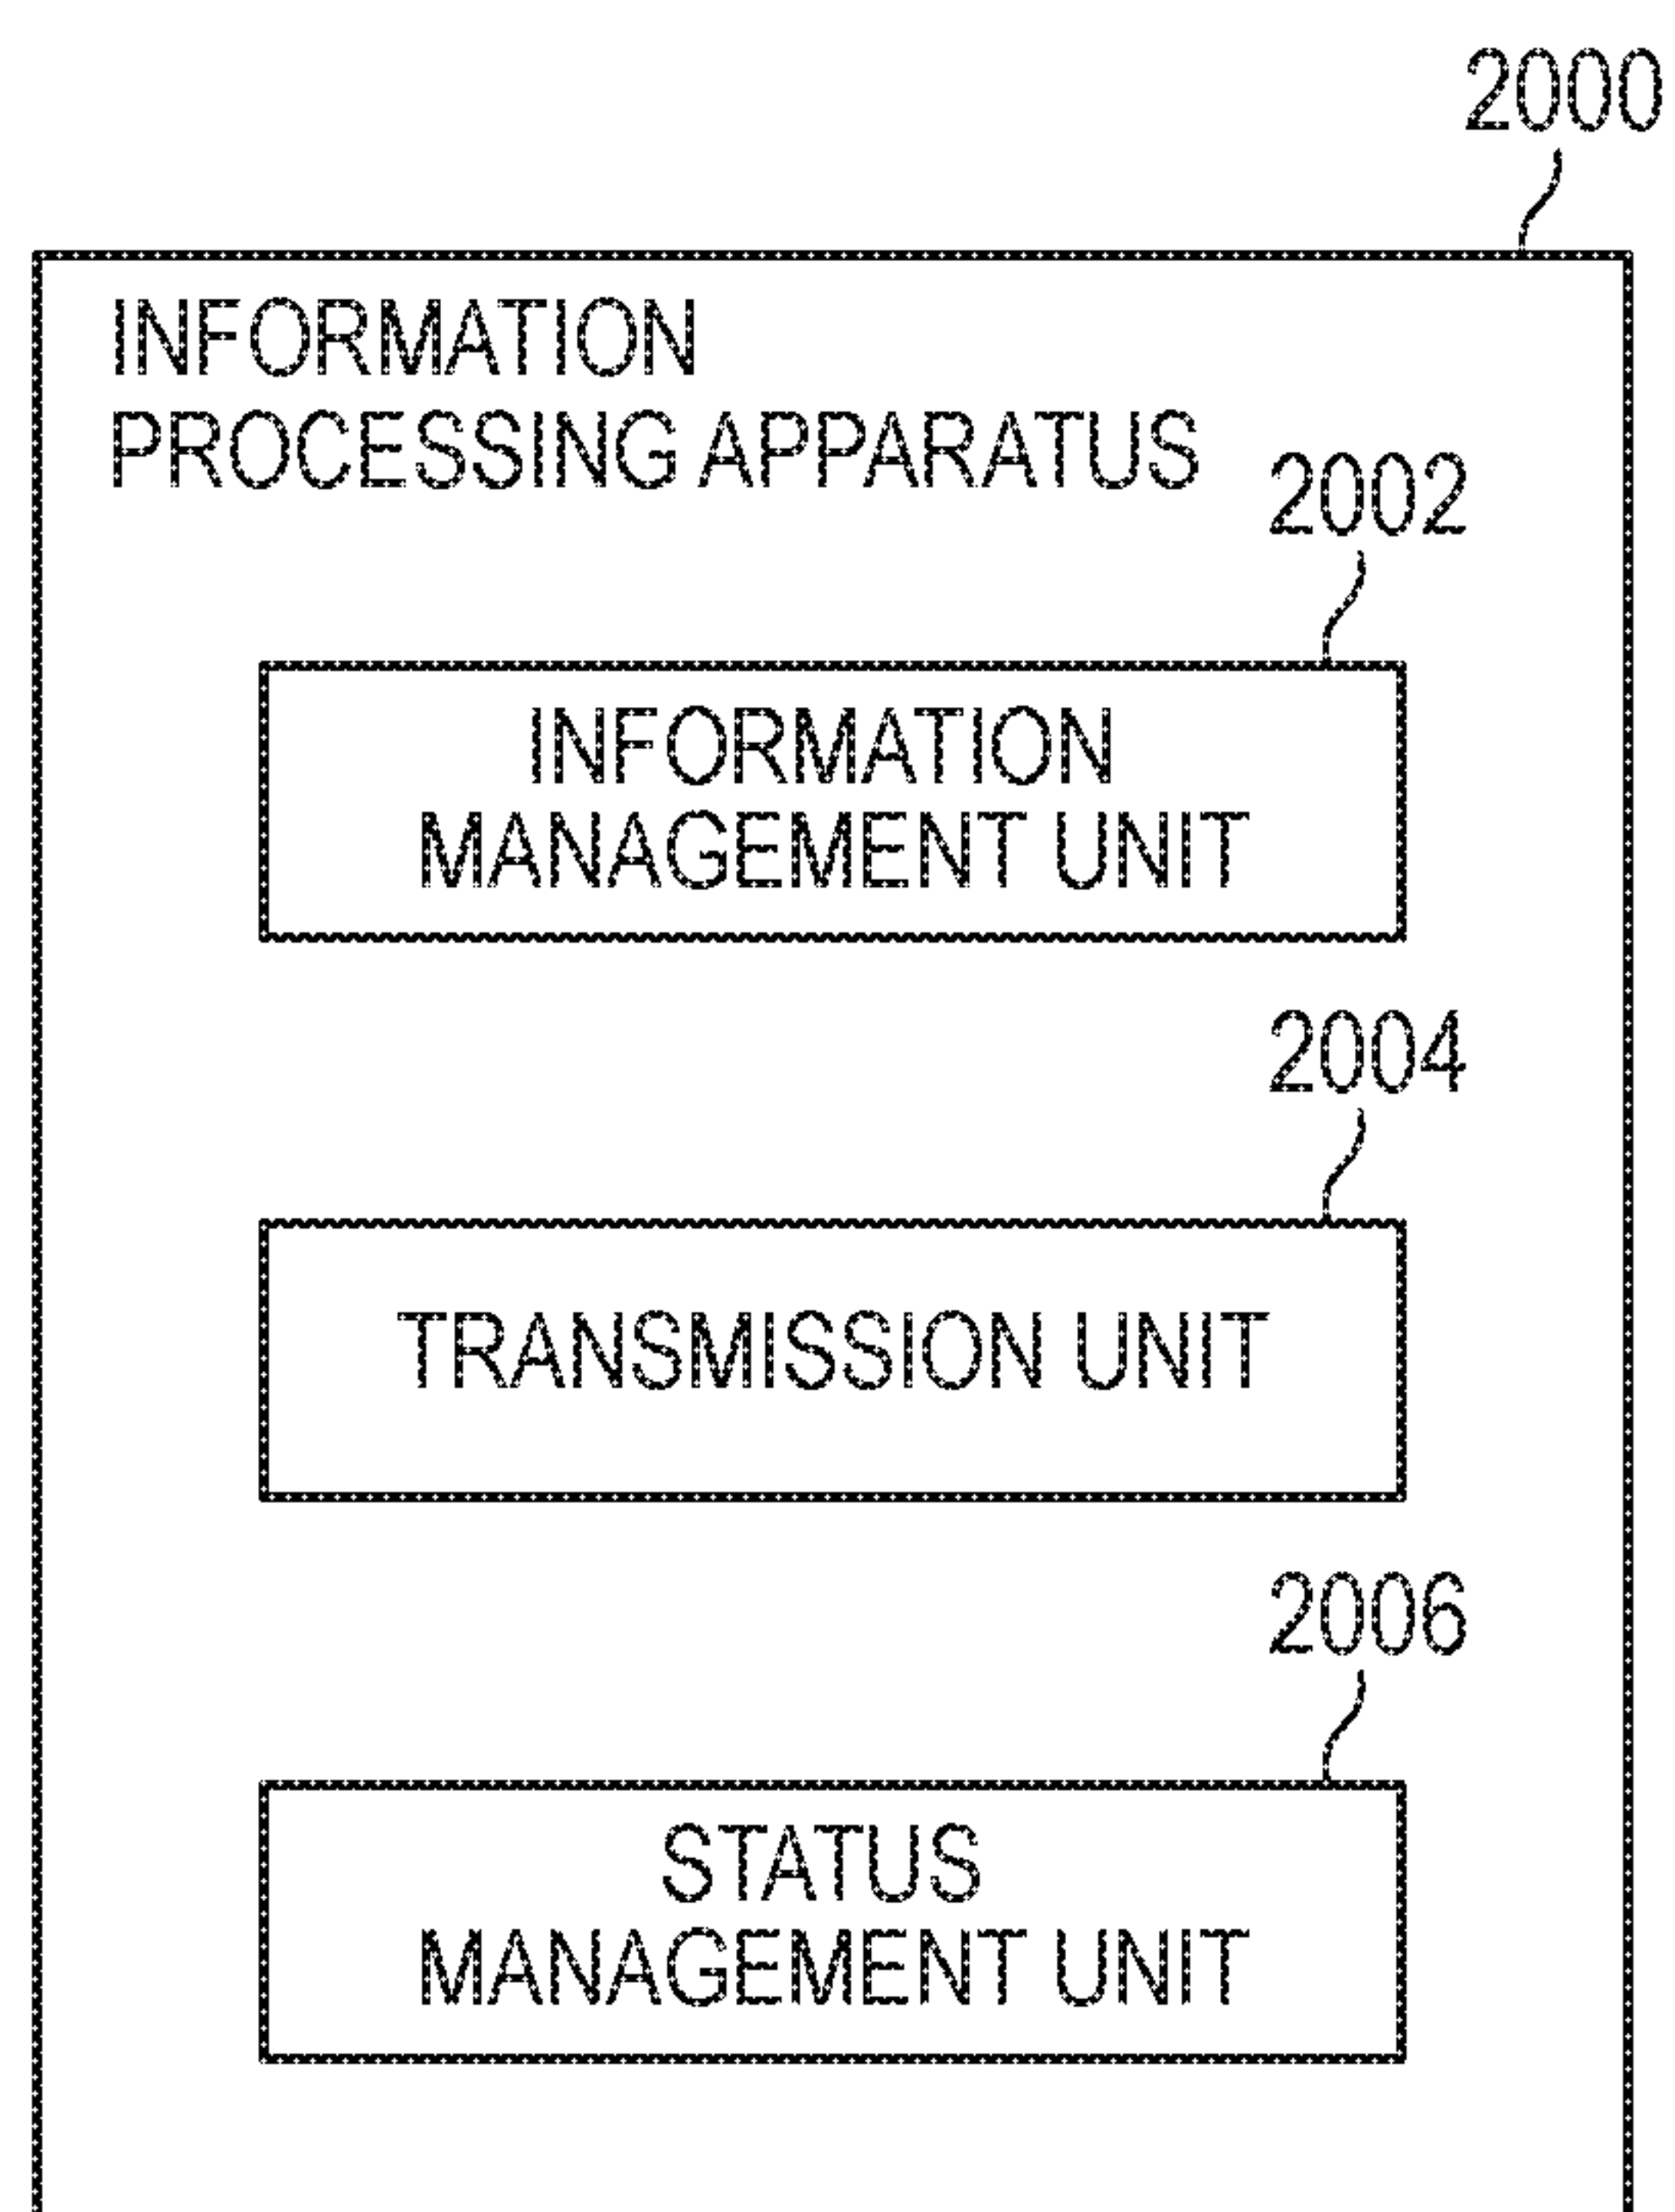 2000
INFORMATION
PROCESSING APPARATUS
2002
INFORMATION
MANAGEMENT UNIT
2004
TRANSMISSION UNIT
2006
STATUS
MANAGEMENT UNIT